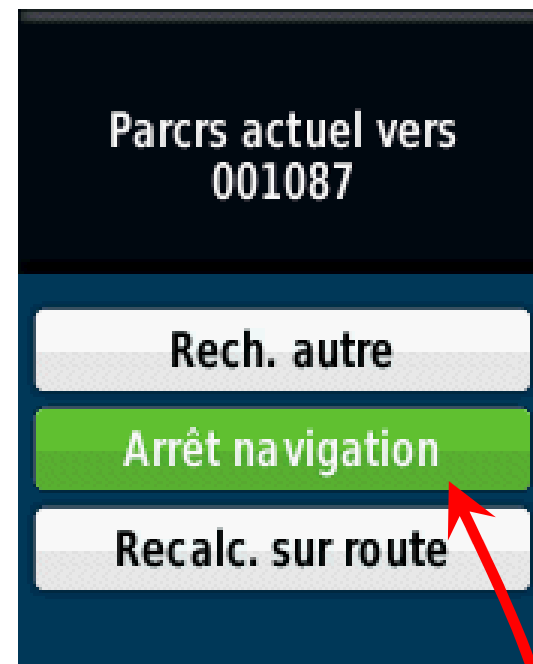 Parcrs actuel vers
001087
Rech. autre
Arrêt navigation
Recalc. sur route